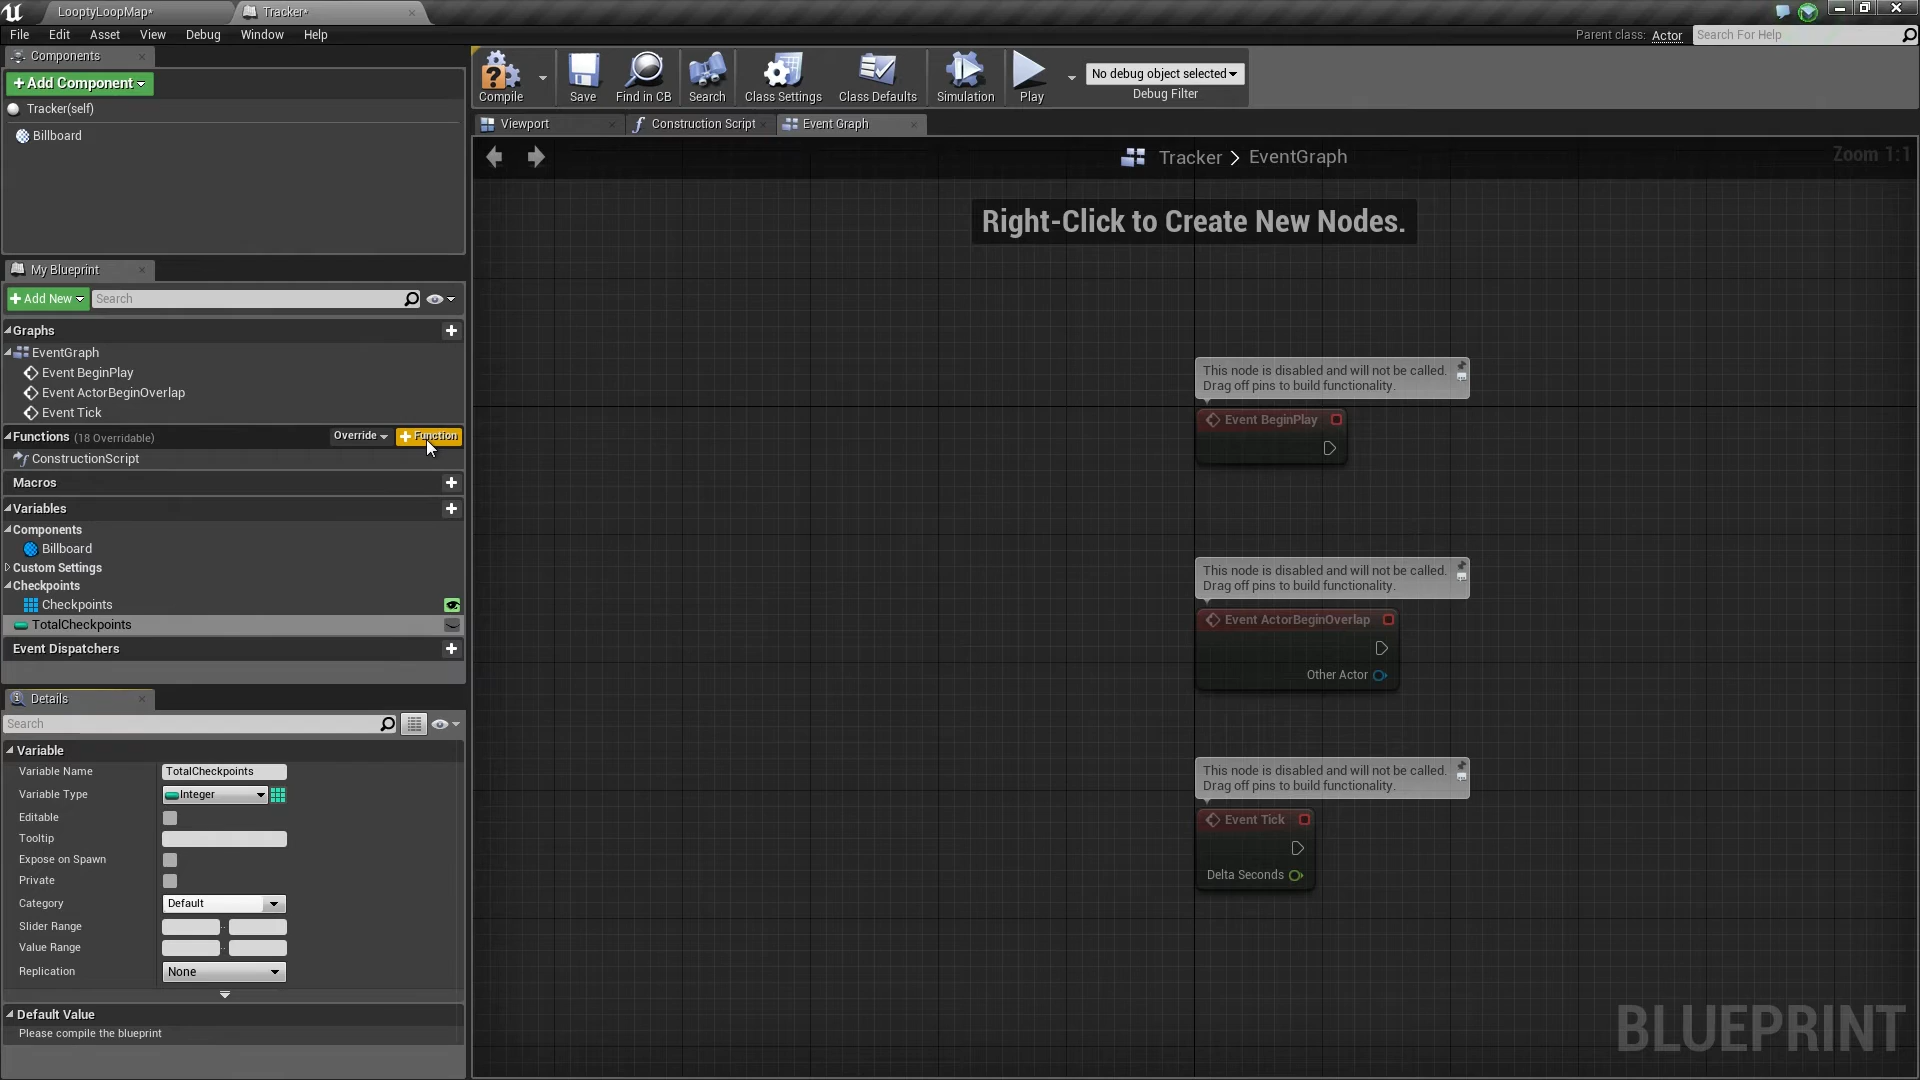 LooptyLoopMap*
Tracker*
File Edit Asset View Debug Window Help
Parent class: Actor
Search For Help
Components
+ Add Component
Tracker(self)
Billboard
My Blueprint
+ Add New
Search
Graphs
EventGraph
Event BeginPlay
Event ActorBeginOverlap
Event Tick
Functions (18 Overridable)
Override
+ Function
ConstructionScript
Macros
Variables
Components
Billboard
Custom Settings
Checkpoints
Checkpoints
TotalCheckpoints
Event Dispatchers
Details
Search
Variable
Variable Name TotalCheckpoints
Variable Type Integer
Editable
Tooltip
Expose on Spawn
Private
Category Default
Slider Range
Value Range
Replication None
Default Value
Please compile the blueprint
Compile
Save
Find in CB
Search
Class Settings
Class Defaults
Simulation
Play
No debug object selected
Debug Filter
Viewport
Construction Script
Event Graph
Tracker > EventGraph
Zoom 1:1
Right-Click to Create New Nodes.
This node is disabled and will not be called.
Drag off pins to build functionality.
Event BeginPlay
This node is disabled and will not be called.
Drag off pins to build functionality.
Event ActorBeginOverlap
Other Actor
This node is disabled and will not be called.
Drag off pins to build functionality.
Event Tick
Delta Seconds
BLUEPRINT